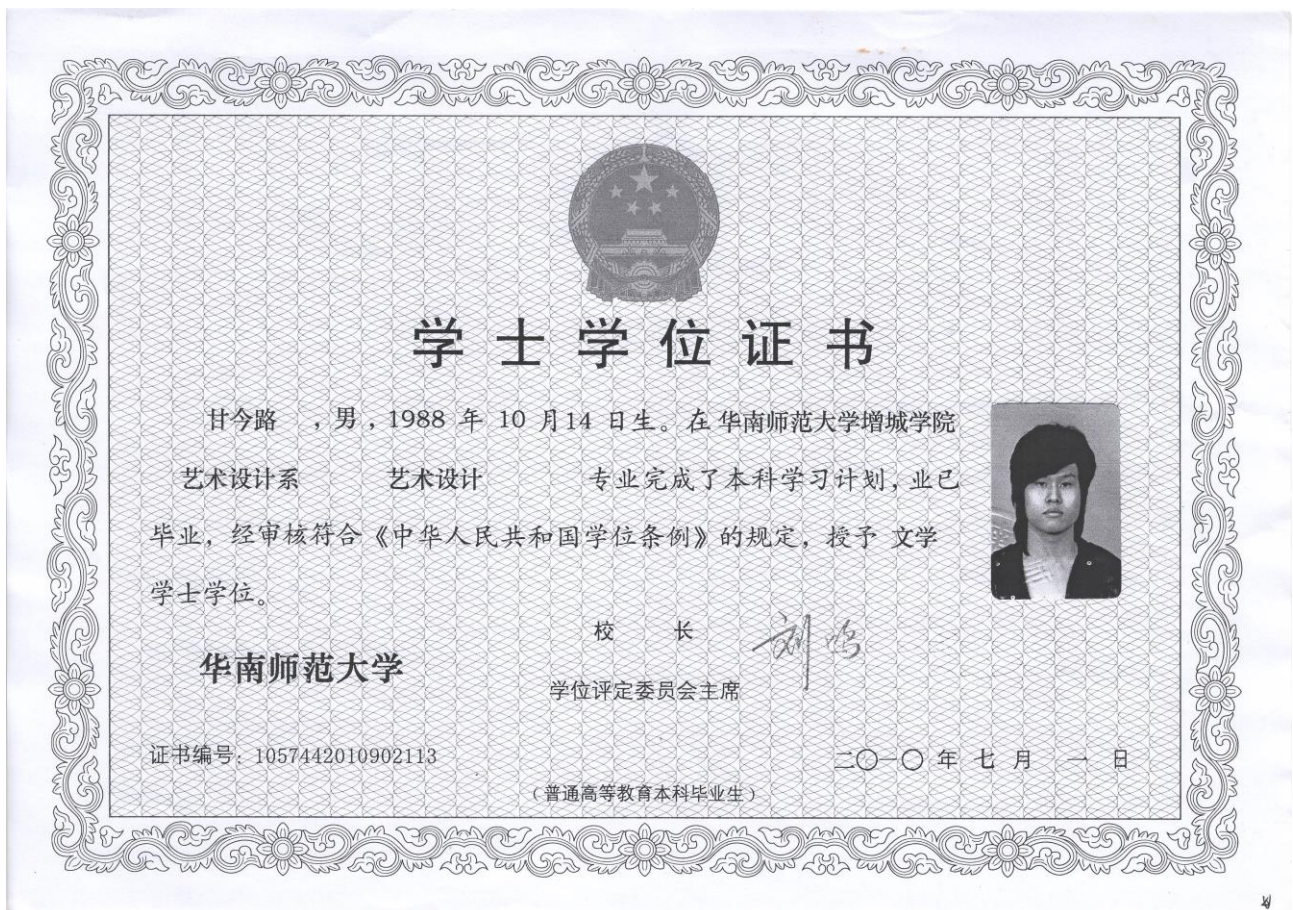 学士学位证书
甘今路 ，男，1988 年 10 月14 日生。在 华南师范大学增城学院
艺术设计系 艺术设计 专业完成了本科学习计划，业已
毕业，经审核符合《中华人民共和国学位条例》的规定，授予 文学
学士学位。
校 长 刘鸣
华南师范大学
学位评定委员会主席
证书编号：1057442010902113
二〇一〇 年 七 月 一 日
（普通高等教育本科毕业生）